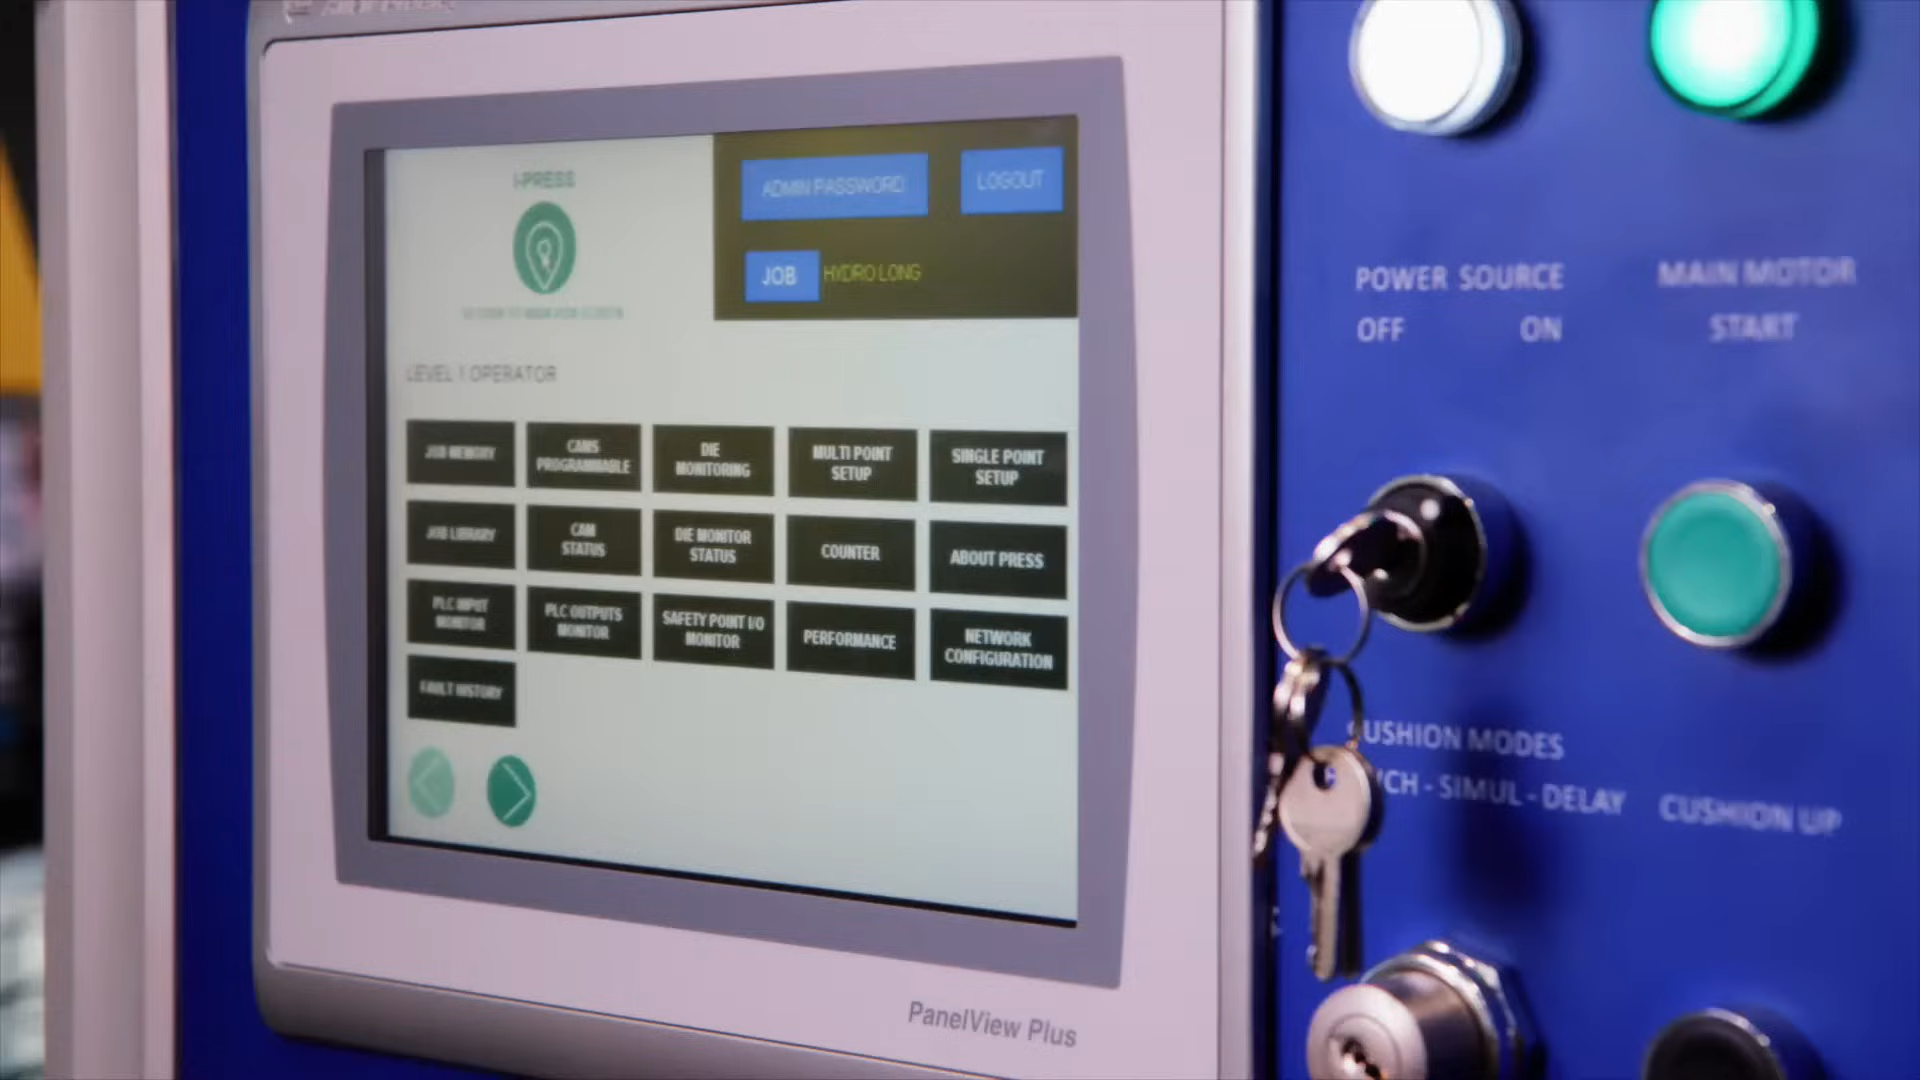 I-PRESS
ADMIN PASSWORD
LOGOUT
JOB
HYDRO LONG
LEVEL 1 OPERATOR
JOB MEMORY
CAMS
PROGRAMMABLE
DIE
MONITORING
MULTI POINT
SETUP
SINGLE POINT
SETUP
JOB LIBRARY
CAM
STATUS
DIE MONITOR
STATUS
COUNTER
ABOUT PRESS
PLC INPUT
MONITOR
PLC OUTPUTS
MONITOR
SAFETY POINT I/O
MONITOR
PERFORMANCE
NETWORK
CONFIGURATION
FAULT HISTORY
PanelView Plus
POWER SOURCE
OFF ON
MAIN MOTOR
START
CUSHION MODES
- SIMUL - DELAY
CUSHION UP